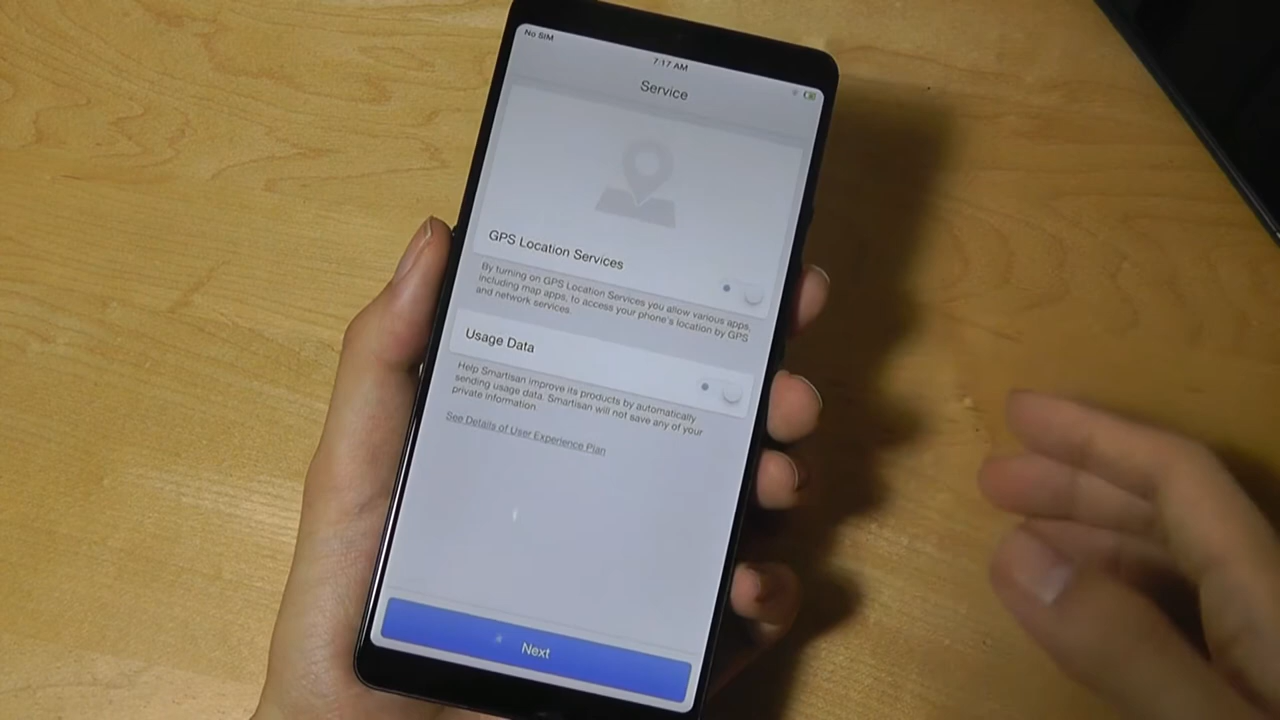 No SIM
7:17 AM
Service
GPS Location Services
By turning on GPS Location Services you allow various apps,
including map apps, to access your phone's location by GPS
and network services.
Usage Data
Help Smartisan improve its products by automatically
sending usage data. Smartisan will not save any of your
private information
See Details of User Experience Plan
Next